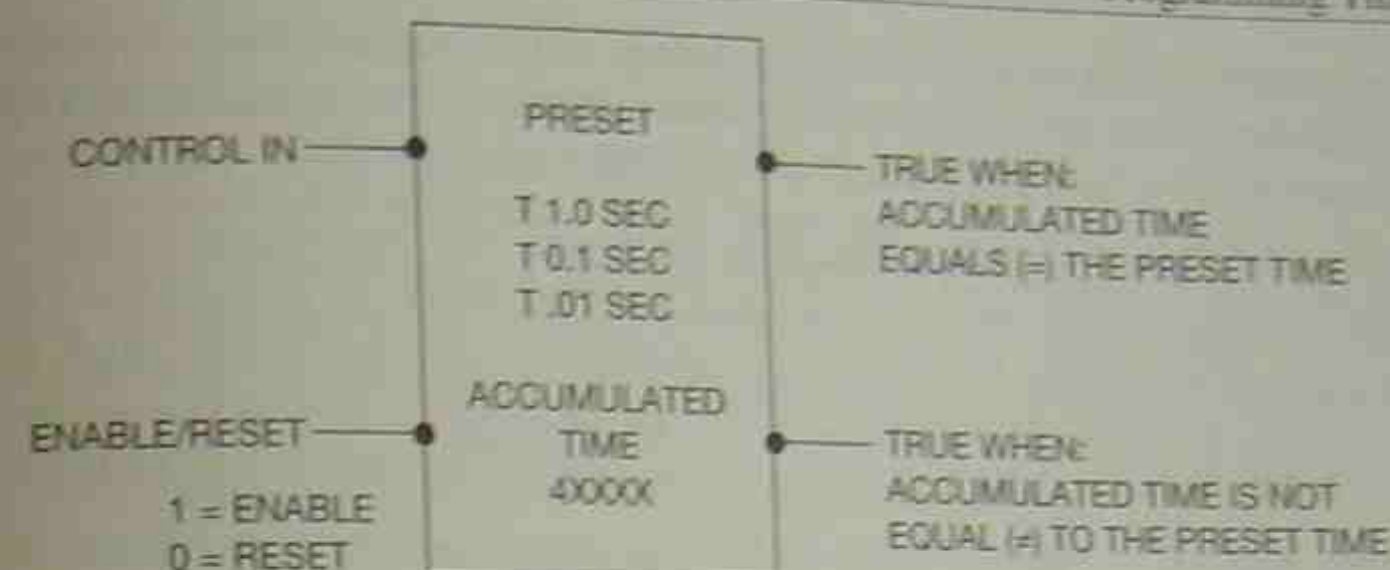 PRESET
CONTROL IN
TRUE WHEN:
T 1.0 SEC
ACCUMULATED TIME
T 0.1 SEC
EQUALS (=) THE PRESET TIME
T .01 SEC
ACCUMULATED
ENABLE/RESET
TIME
TRUE WHEN:
4XXXX
ACCUMULATED TIME IS NOT
1 = ENABLE
EQUAL (≠) TO THE PRESET TIME
0 = RESET